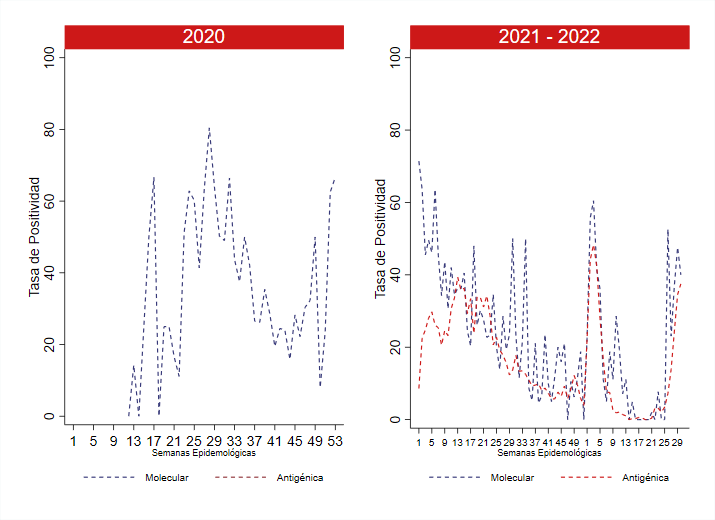 2020
Tasa de Positividad
0 20 40 60 80 100
1 5 9 13 17 21 25 29 33 37 41 45 49 53
Semanas Epidemológicas
Molecular Antigénica
2021 - 2022
Tasa de Positividad
0 20 40 60 80 100
1 5 9 13 17 21 25 29 33 37 41 45 49 1 5 9 13 17 21 25 29
Semanas Epidemológicas
Molecular Antigénica